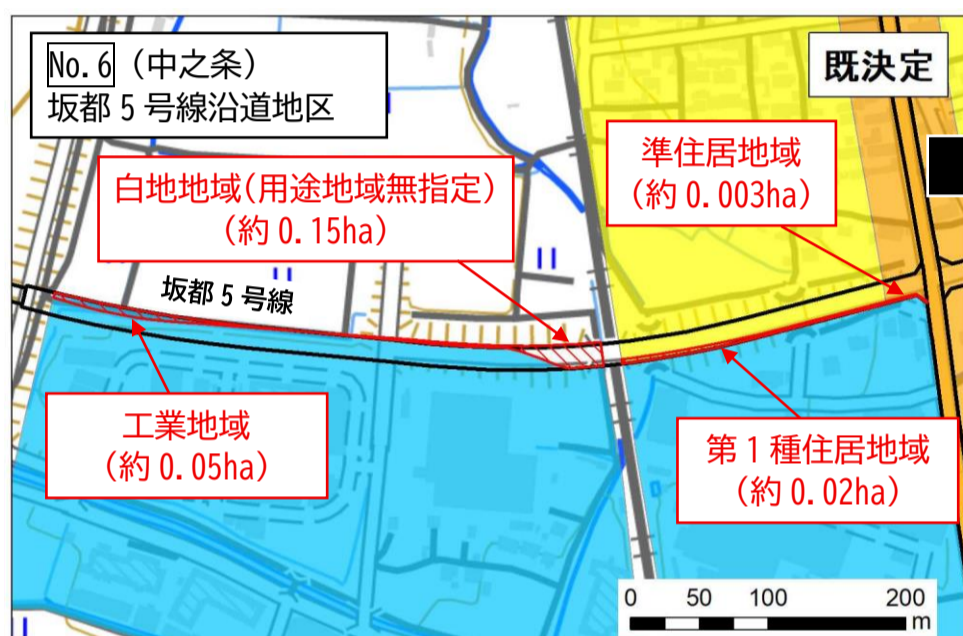 No.6（中之条）
坂都5号線沿道地区
既決定
準住居地域
（約0.003ha）
白地地域(用途地域無指定)
（約0.15ha）
坂都5号線
工業地域
（約0.05ha）
第1種住居地域
（約0.02ha）
0 50 100 200
m